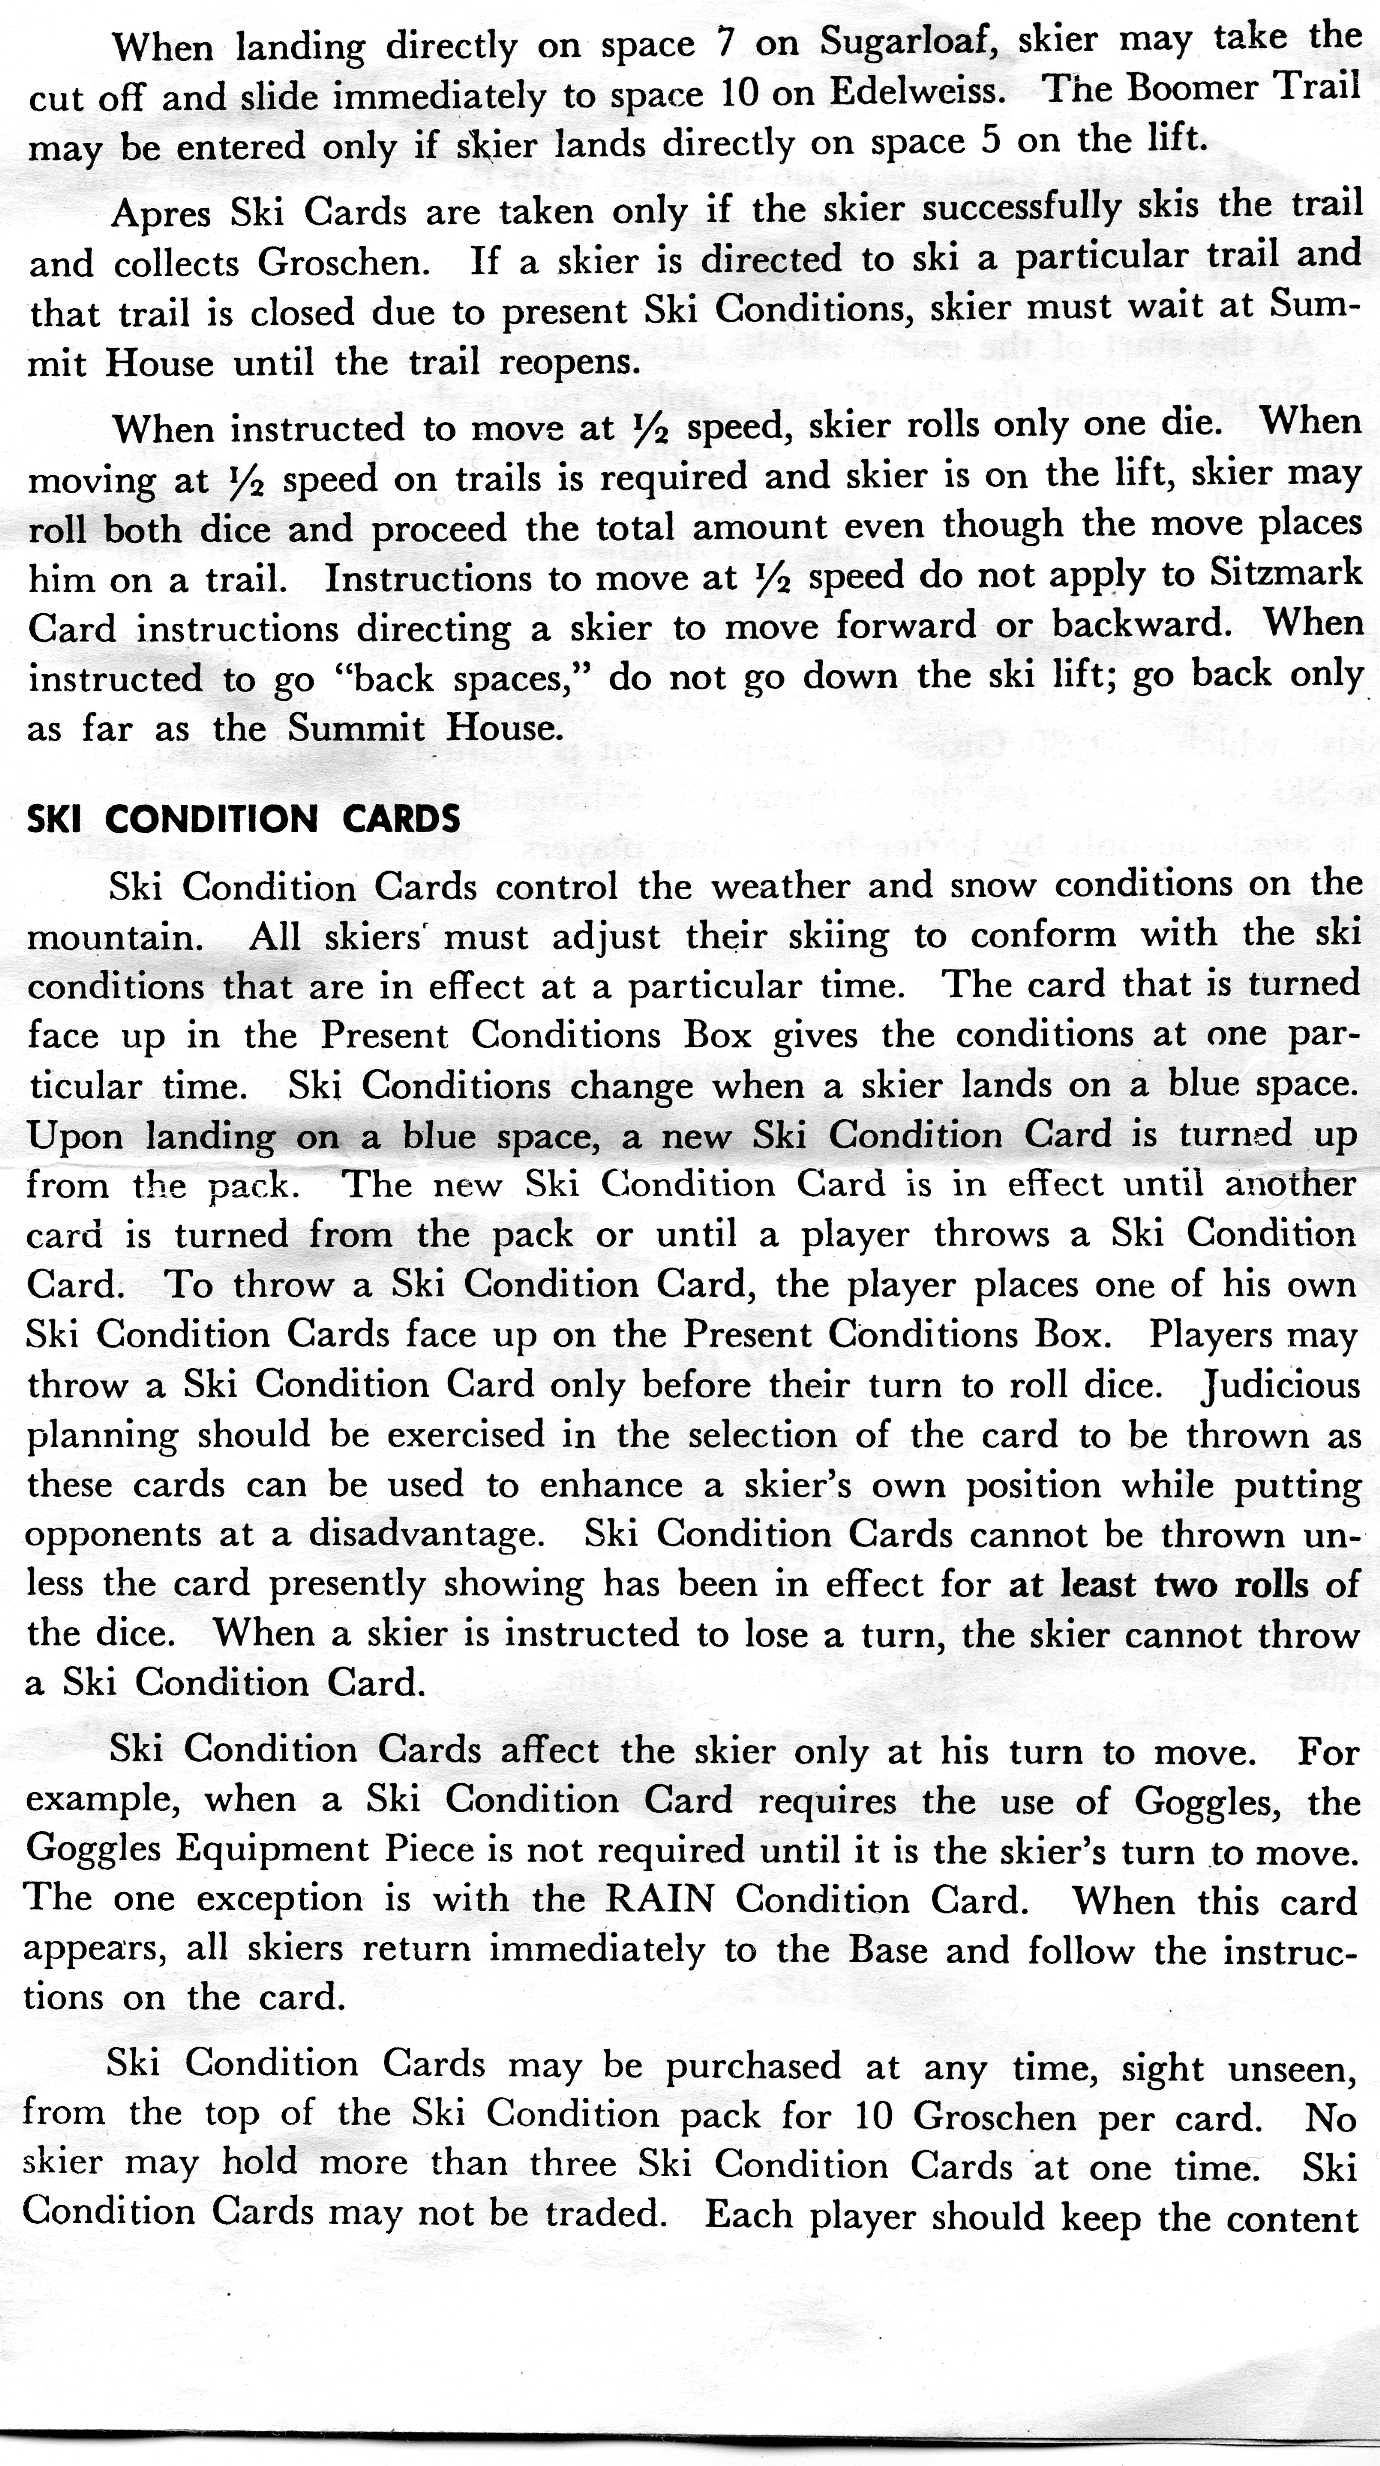 When landing directly on space 7 on Sugarloaf, skier may take the
cut off and slide immediately to space 10 on Edelweiss. The Boomer Trail
may be entered only if skier lands directly on space 5 on the lift.
Apres Ski Cards are taken only if the skier successfully skis the trail
and collects Groschen. If a skier is directed to ski a particular trail and
that trail is closed due to present Ski Conditions, skier must wait at Sum-
mit House until the trail reopens.
When instructed to move at 1/2 speed, skier rolls only one die. When
moving at 1/2 speed on trails is required and skier is on the lift, skier may
roll both dice and proceed the total amount even though the move places
him on a trail. Instructions to move at 1/2 speed do not apply to Sitzmark
Card instructions directing a skier to move forward or backward. When
instructed to go “back spaces,” do not go down the ski lift; go back only
as far as the Summit House.
SKI CONDITION CARDS
Ski Condition Cards control the weather and snow conditions on the
mountain. All skiers must adjust their skiing to conform with the ski
conditions that are in effect at a particular time. The card that is turned
face up in the Present Conditions Box gives the conditions at one par-
ticular time. Ski Conditions change when a skier lands on a blue space.
Upon landing on a blue space, a new Ski Condition Card is turned up
from the pack. The new Ski Condition Card is in effect until another
card is turned from the pack or until a player throws a Ski Condition
Card. To throw a Ski Condition Card, the player places one of his own
Ski Condition Cards face up on the Present Conditions Box. Players may
throw a Ski Condition Card only before their turn to roll dice. Judicious
planning should be exercised in the selection of the card to be thrown as
these cards can be used to enhance a skier’s own position while putting
opponents at a disadvantage. Ski Condition Cards cannot be thrown un-
less the card presently showing has been in effect for at least two rolls of
the dice. When a skier is instructed to lose a turn, the skier cannot throw
a Ski Condition Card.
Ski Condition Cards affect the skier only at his turn to move. For
example, when a Ski Condition Card requires the use of Goggles, the
Goggles Equipment Piece is not required until it is the skier’s turn to move.
The one exception is with the RAIN Condition Card. When this card
appears, all skiers return immediately to the Base and follow the instruc-
tions on the card.
Ski Condition Cards may be purchased at any time, sight unseen,
from the top of the Ski Condition pack for 10 Groschen per card. No
skier may hold more than three Ski Condition Cards at one time. Ski
Condition Cards may not be traded. Each player should keep the content